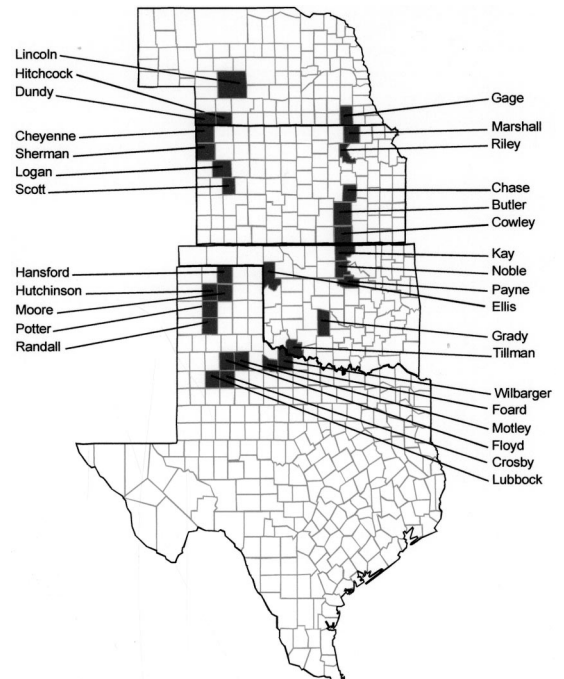 Lincoln
Hitchcock
Dundy
Cheyenne
Sherman
Logan
Scott
Hansford
Hutchinson
Moore
Potter
Randall
Gage
Marshall
Riley
Chase
Butler
Cowley
Kay
Noble
Payne
Ellis
Grady
Tillman
Wilbarger
Foard
Motley
Floyd
Crosby
Lubbock